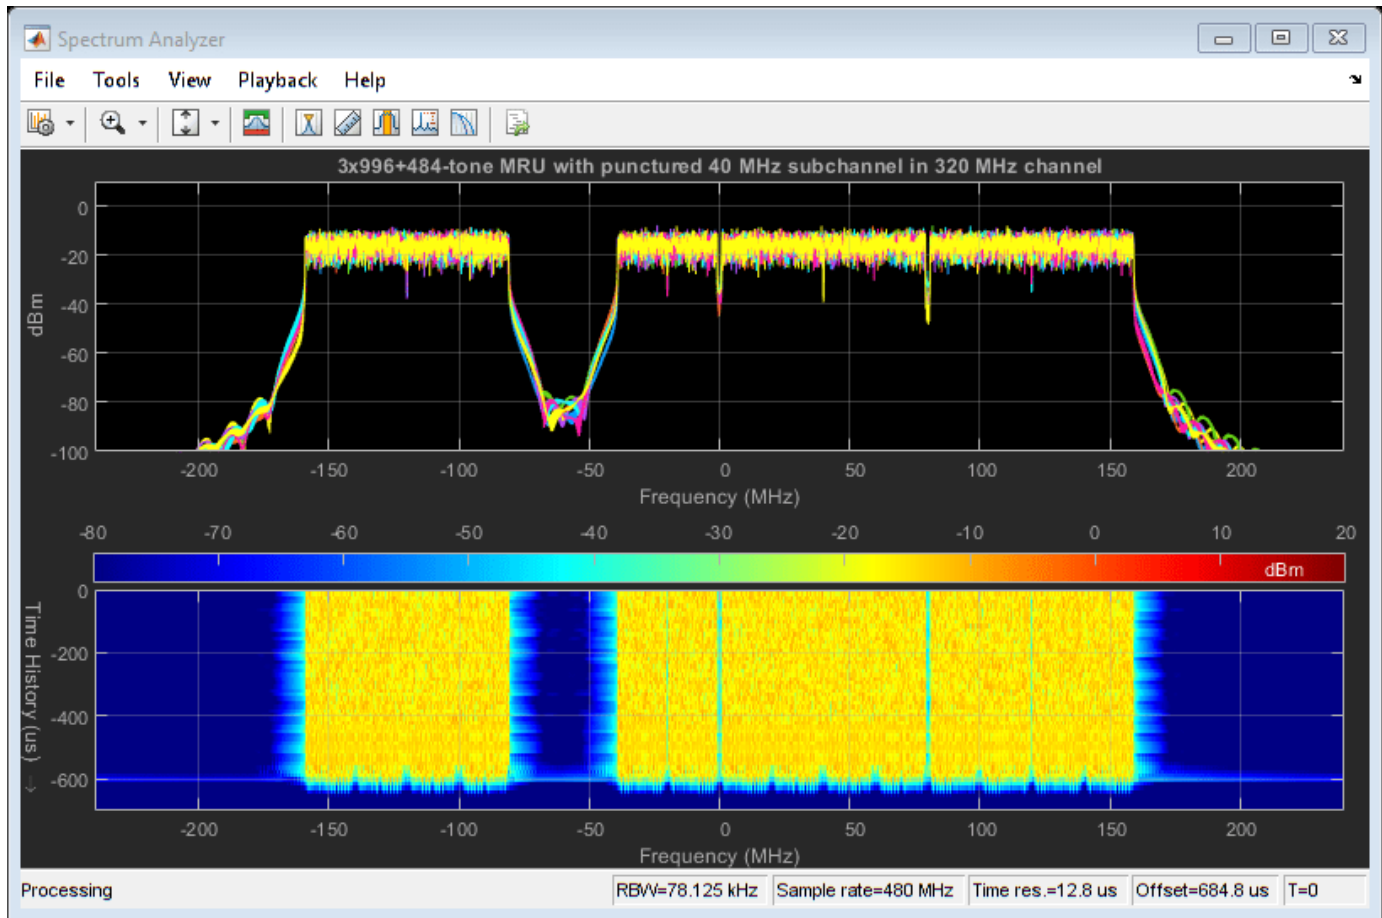 Spectrum Analyzer
File Tools View Playback Help
3x996+484-tone MRU with punctured 40 MHz subchannel in 320 MHz channel
0
-20
-40
-60
-80
-100
dBm
-200 -150 -100 -50 0 50 100 150 200
Frequency (MHz)
-80 -70 -60 -50 -40 -30 -20 -10 0 10 20
dBm
0
-200
-400
-600
Time History (us) →
-200 -150 -100 -50 0 50 100 150 200
Frequency (MHz)
Processing RBW=78.125 kHz Sample rate=480 MHz Time res.=12.8 us Offset=684.8 us T=0